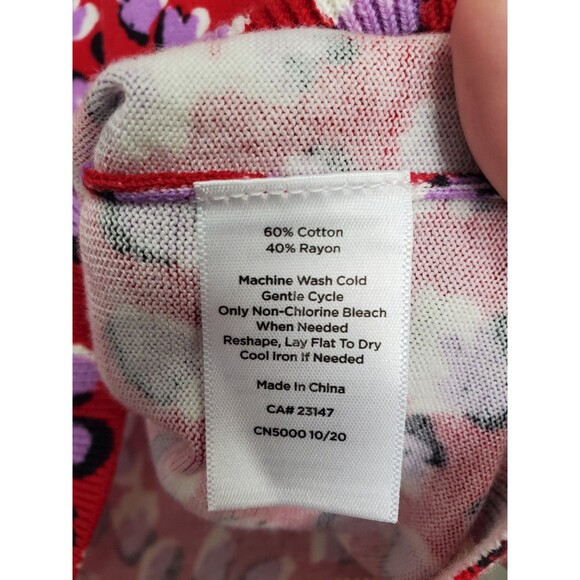 60% Cotton
40% Rayon
Machine Wash Cold
Gentle Cycle
Only Non-Chlorine Bleach
When Needed
Reshape, Lay Flat To Dry
Cool Iron If Needed
Made In China
CA# 23147
CN5000 10/20